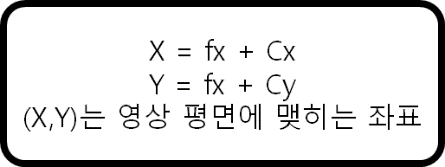 X = fx + Cx
Y = fx + Cy
(X,Y)는 영상 평면에 맺히는 좌표